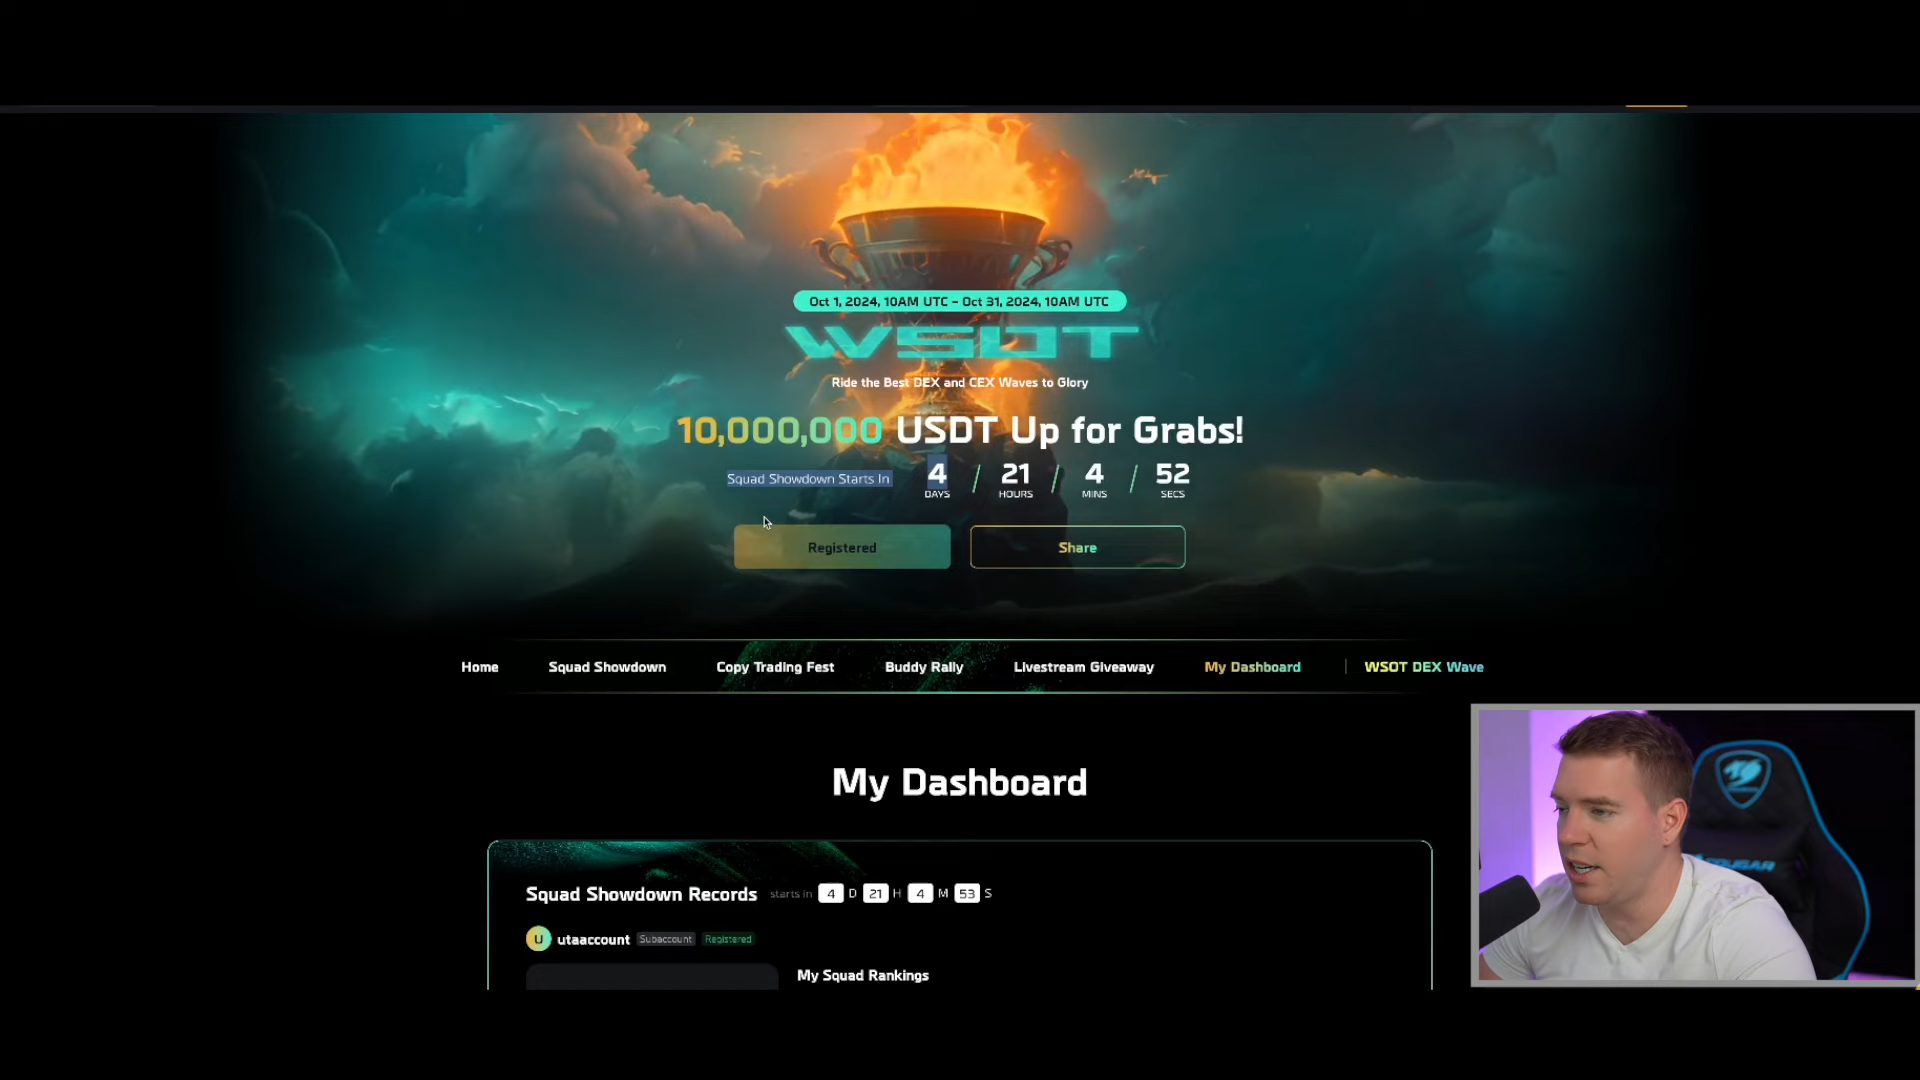 Oct 1, 2024, 10AM UTC - Oct 31, 2024, 10AM UTC
WSOT
Ride the Best DEX and CEX Waves to Glory
10,000,000 USDT Up for Grabs!
Squad Showdown Starts In 4 / 21 / 4 / 52
DAYS HOURS MINS SECS
Registered Share
Home Squad Showdown Copy Trading Fest Buddy Rally Livestream Giveaway My Dashboard | WSOT DEX Wave
My Dashboard
Squad Showdown Records starts in 4 D 21 H 4 M 53 S
U utaaccount Subaccount Registered
My Squad Rankings
COUGAR